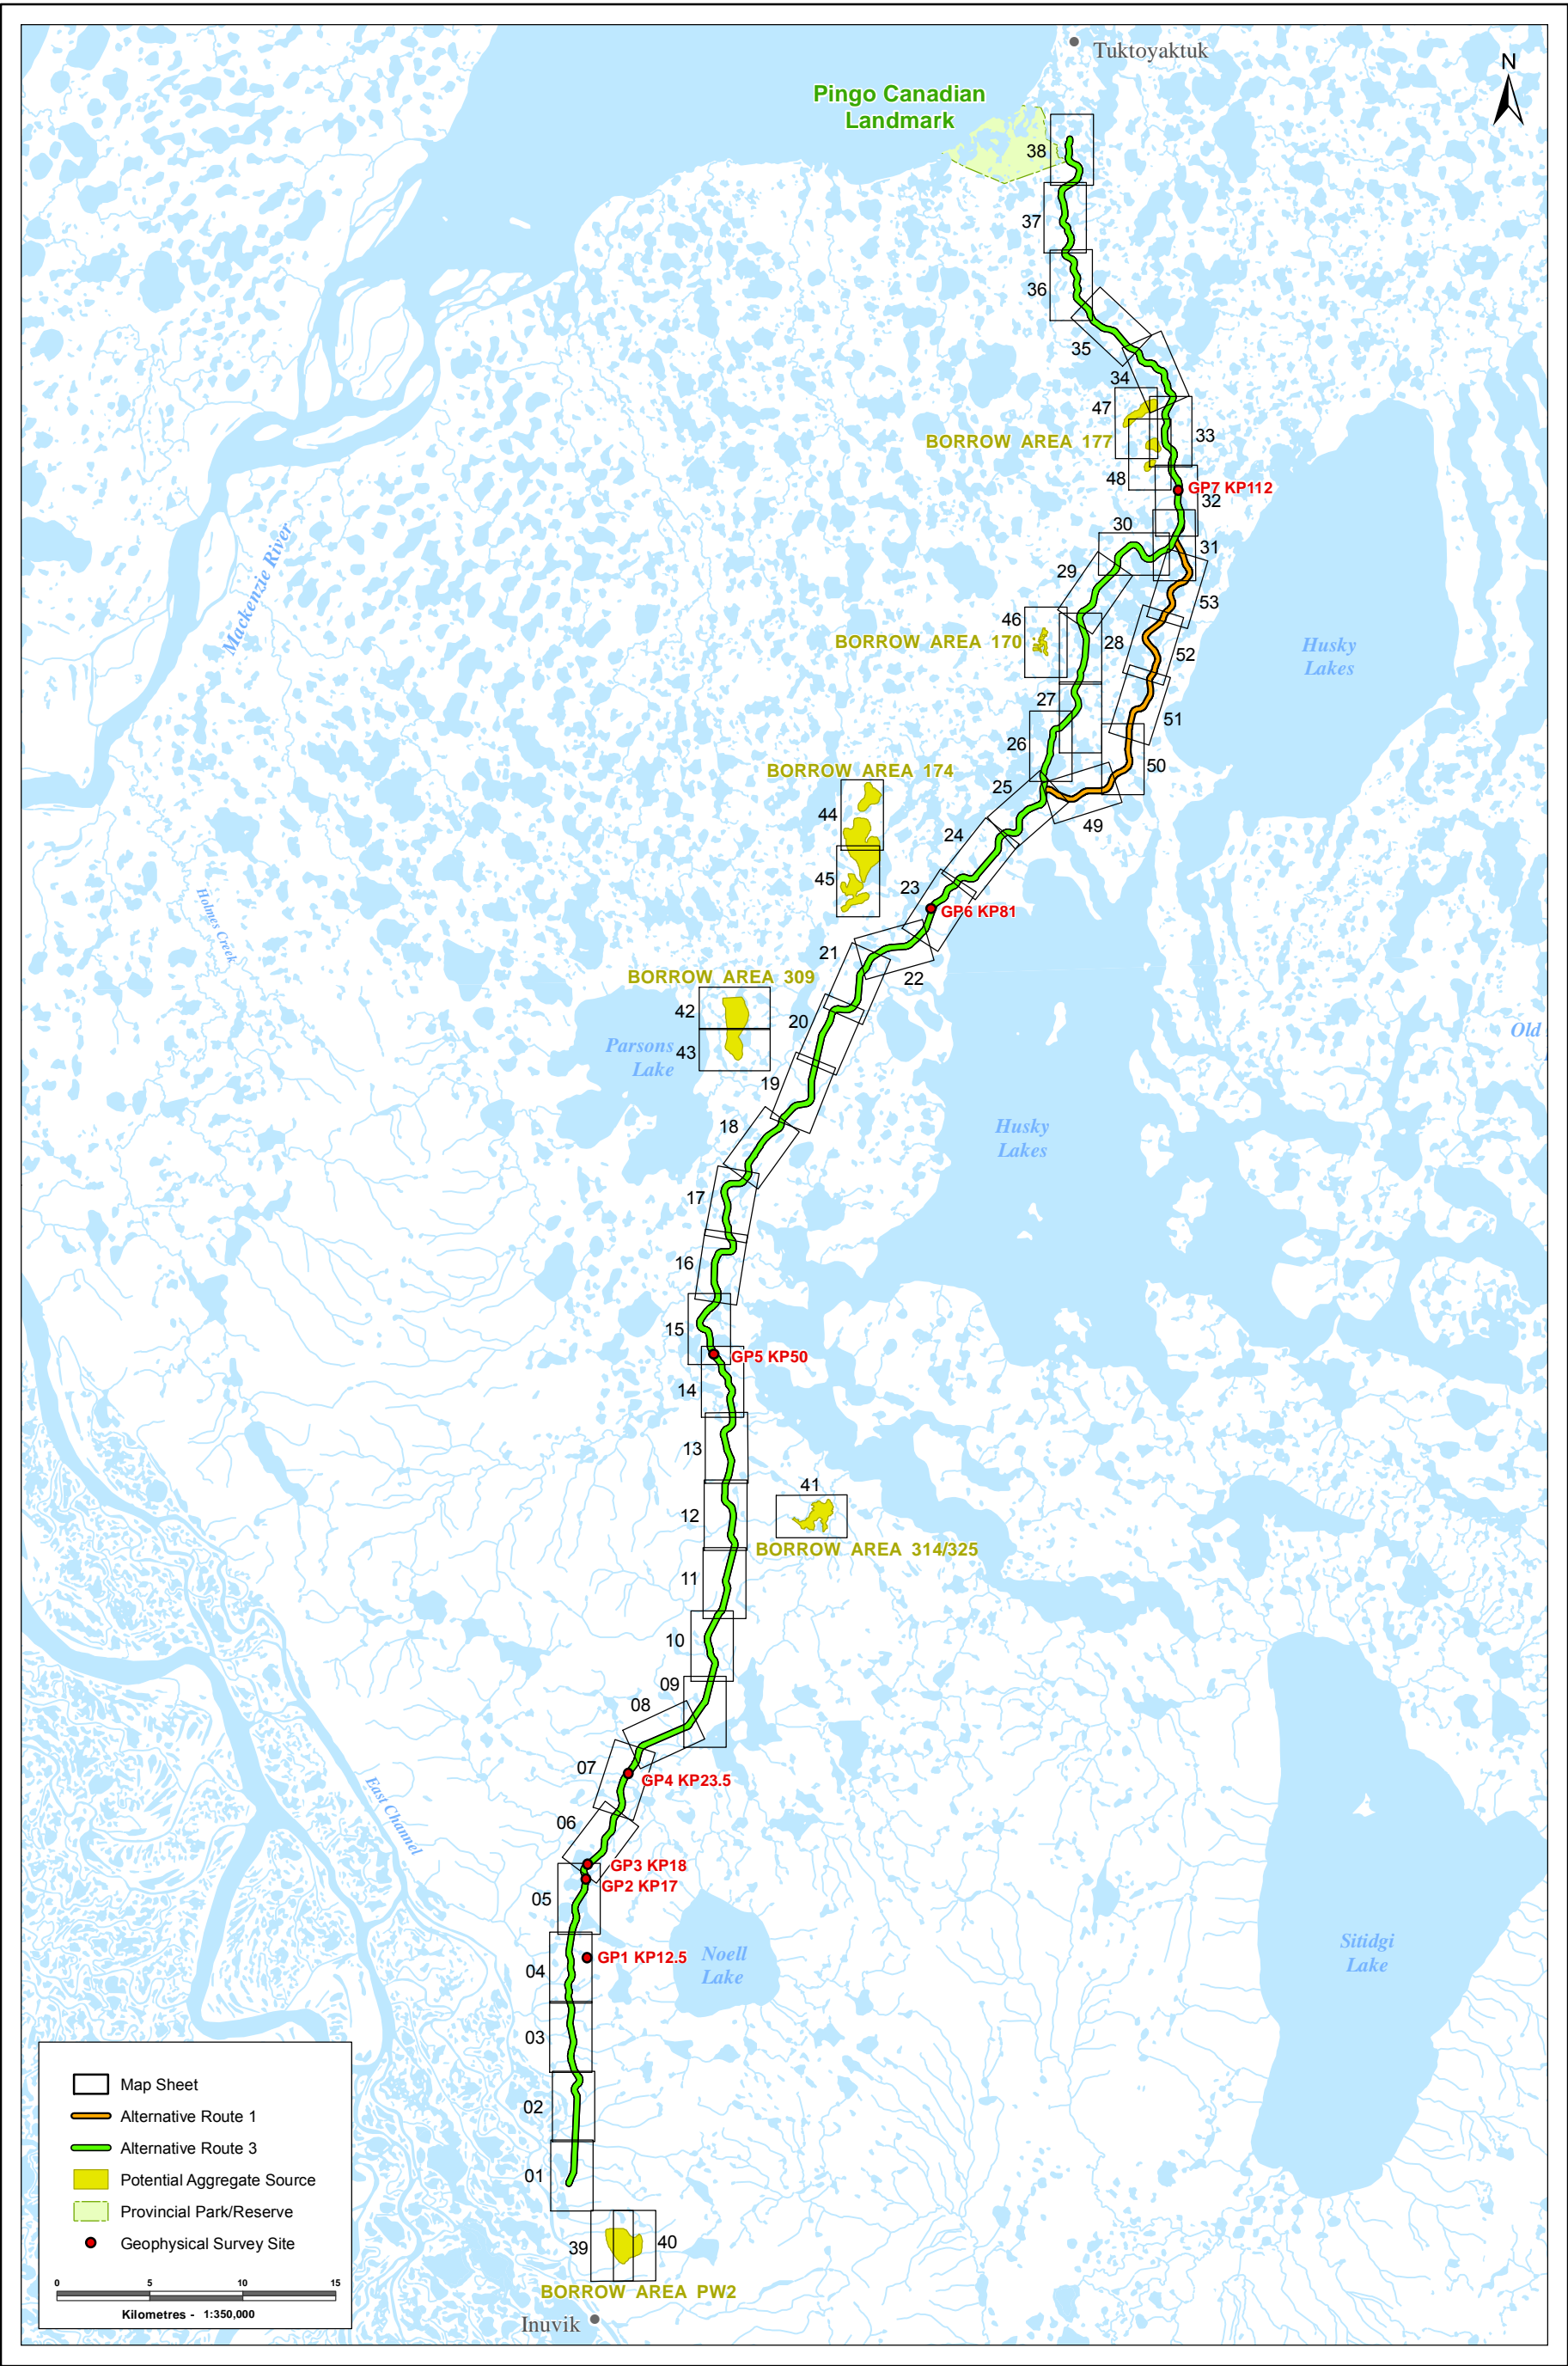 Tuktoyaktuk
N
Pingo Canadian
Landmark
38
37
36
35
34
47
33
BORROW AREA 177
48
GP7 KP112
32
30
31
29
53
46
BORROW AREA 170
28
Husky
Lakes
52
27
51
26
50
BORROW AREA 174
25
44
49
24
45
23
GP6 KP81
21
22
BORROW AREA 309
42
20
Old
Parsons
Lake
43
19
18
Husky
Lakes
17
16
15
GP5 KP50
14
13
41
12
BORROW AREA 314/325
11
10
09
08
07
GP4 KP23.5
06
GP3 KP18
GP2 KP17
05
GP1 KP12.5
04
Noell
Lake
Sitidgi
Lake
03
02
01
39
40
BORROW AREA PW2
Inuvik
Mackenzie River
Holmes Creek
East Channel
Map Sheet
Alternative Route 1
Alternative Route 3
Potential Aggregate Source
Provincial Park/Reserve
Geophysical Survey Site
0 5 10 15
Kilometres - 1:350,000